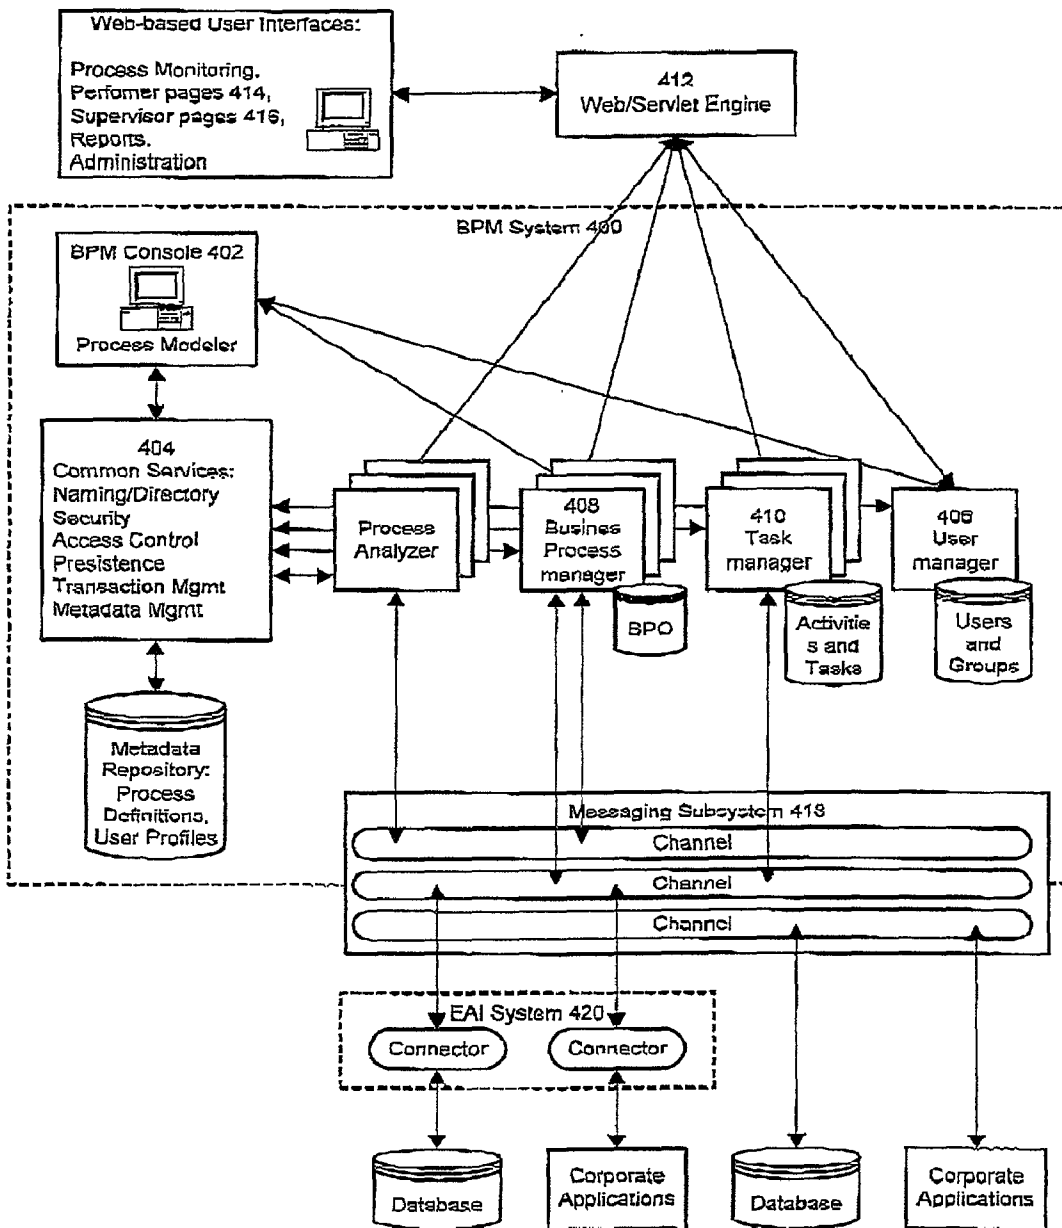 Web-based User Interfaces:
Process Monitoring,
Perfomer pages 414,
Supervisor pages 416,
Reports.
Administration
412
Web/Servlet Engine
BPM System 400
BPM Console 402
Process Modeler
404
Common Services:
Naming/Directory
Security
Access Control
Presistence
Transaction Mgmt
Metadata Mgmt
Process
Analyzer
408
Busines
Process
manager
BPO
410
Task
manager
Activitie
s and
Tasks
406
User
manager
Users
and
Groups
Metadata
Repository:
Process
Definitions,
User Profiles
Messaging Subsystem 418
Channel
Channel
Channel
EAI System 420
Connector
Connector
Database
Corporate
Applications
Database
Corporate
Applications